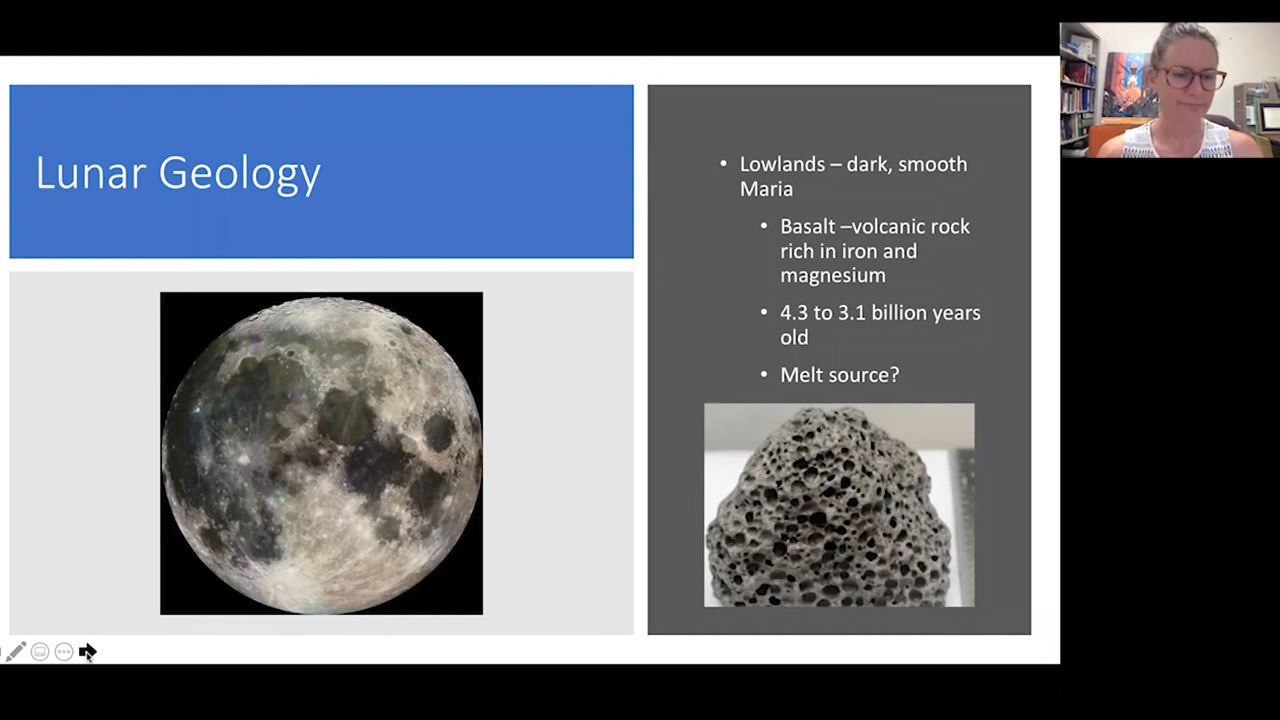 Lunar Geology
• Lowlands – dark, smooth
Maria
• Basalt –volcanic rock
rich in iron and
magnesium
• 4.3 to 3.1 billion years
old
• Melt source?